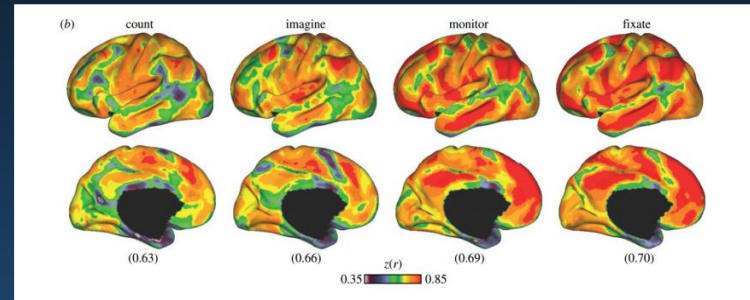 (b) count imagine monitor fixate
(0.63) (0.66) (0.69) (0.70)
z(r)
0.35 0.85